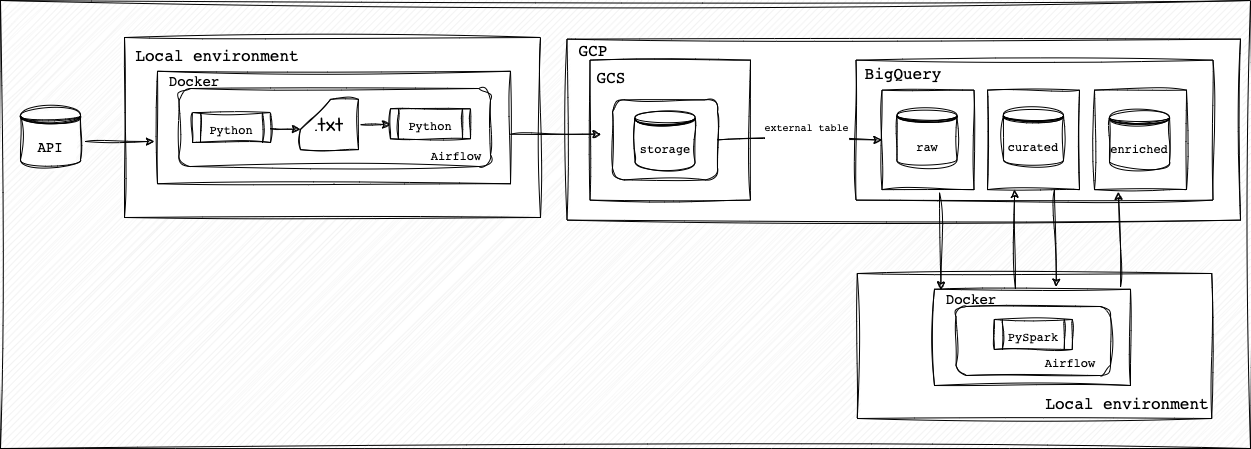 API
Local environment
Docker
Python
.txt
Python
Airflow
GCP
GCS
storage
external table
BigQuery
raw
curated
enriched
Docker
PySpark
Airflow
Local environment